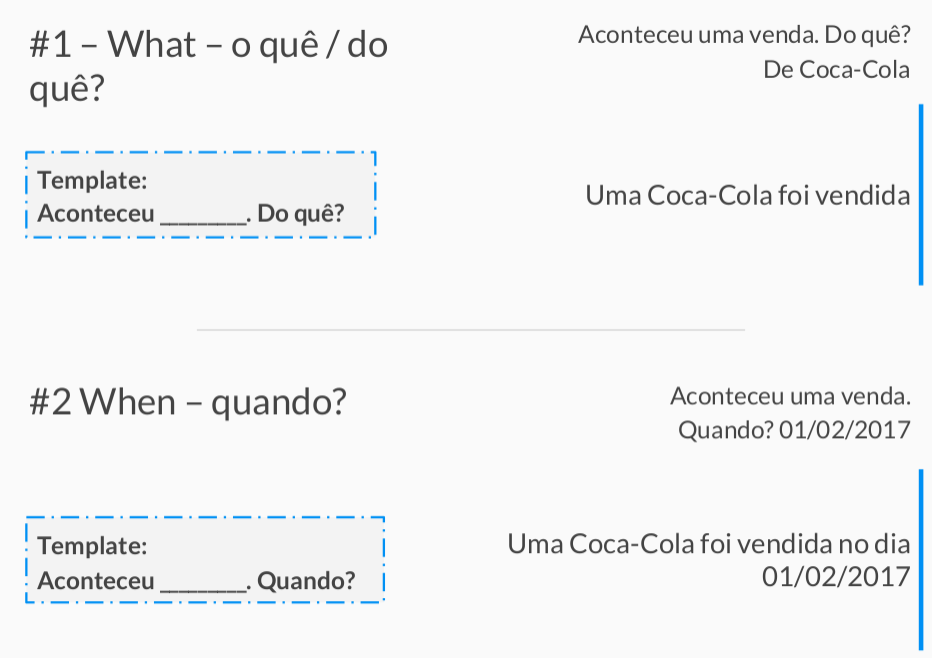 #1 – What – o quê / do
quê?
Aconteceu uma venda. Do quê?
De Coca-Cola
Template:
Aconteceu _________. Do quê?
Uma Coca-Cola foi vendida
#2 When – quando?
Aconteceu uma venda.
Quando? 01/02/2017
Template:
Aconteceu _________. Quando?
Uma Coca-Cola foi vendida no dia
01/02/2017